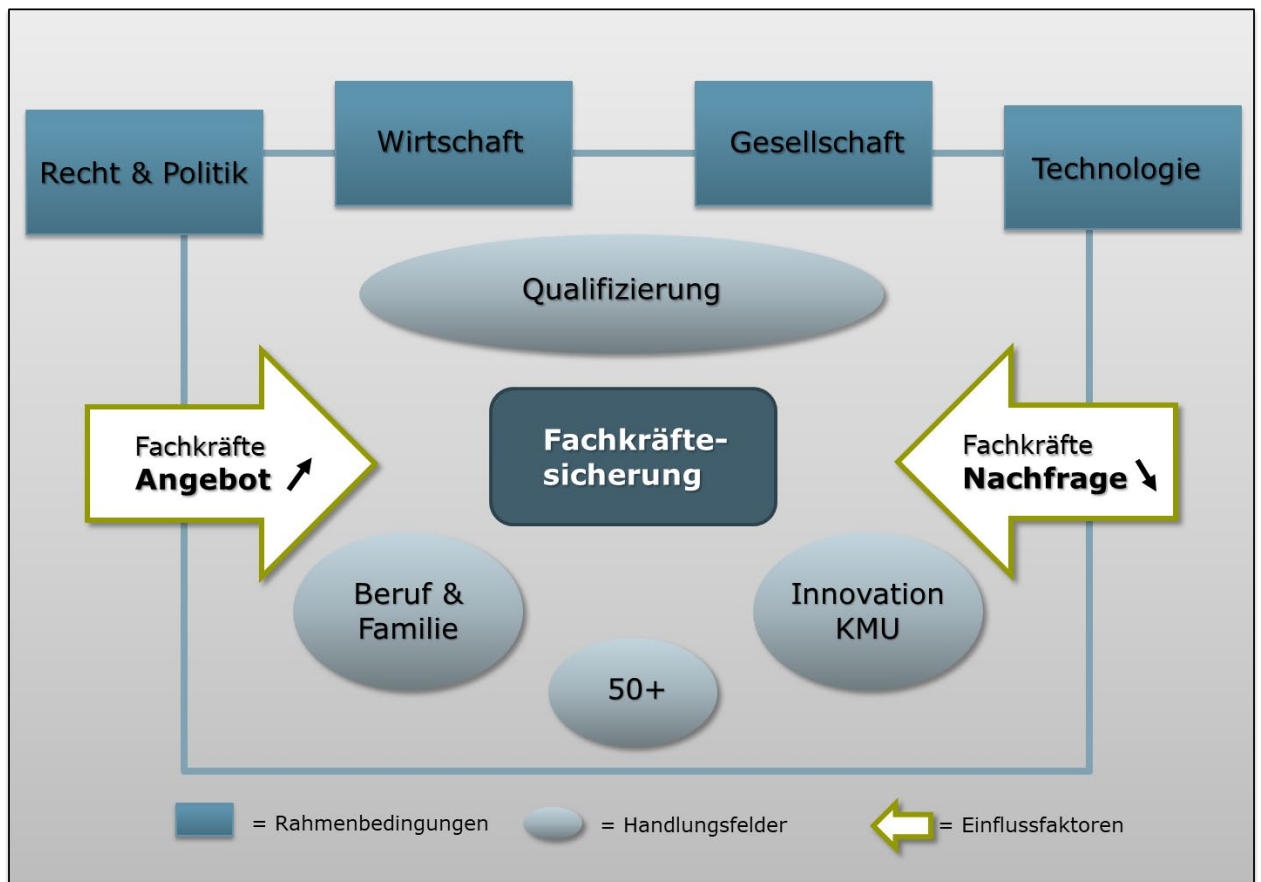 Recht & Politik
Wirtschaft
Gesellschaft
Technologie
Qualifizierung
Fachkräfte
Angebot
Fachkräfte-
sicherung
Fachkräfte
Nachfrage
Beruf &
Familie
50+
Innovation
KMU
= Rahmenbedingungen
= Handlungsfelder
= Einflussfaktoren